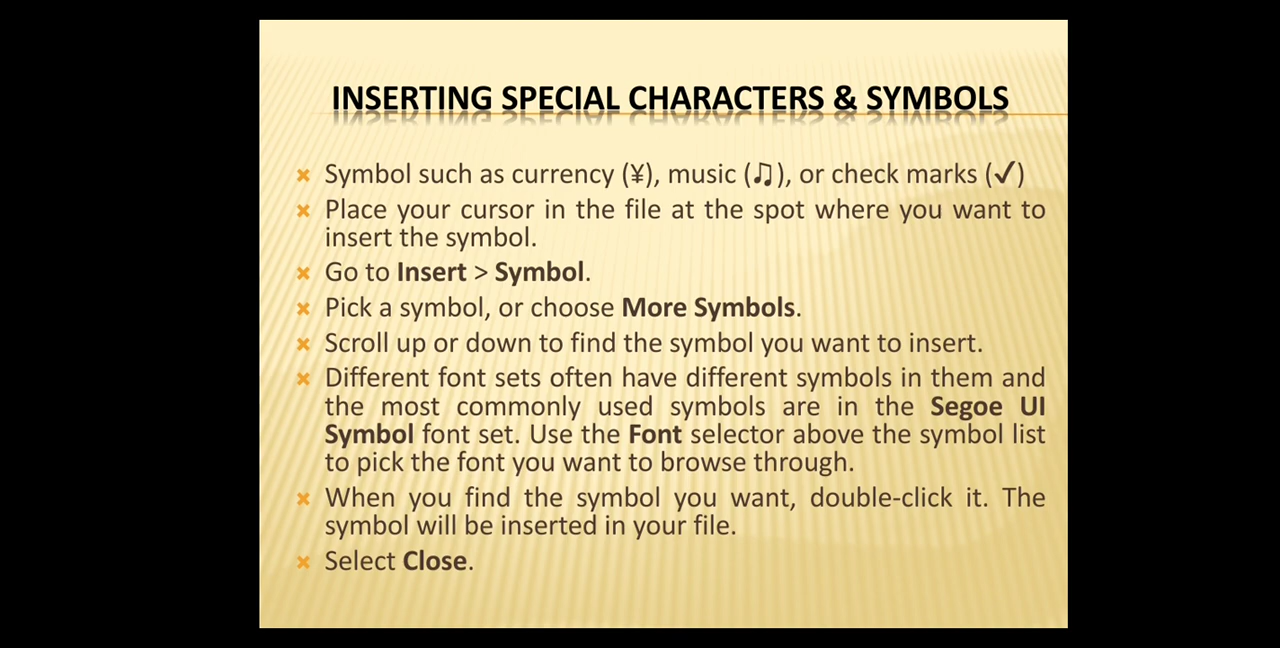 INSERTING SPECIAL CHARACTERS & SYMBOLS
Symbol such as currency (¥), music (♫), or check marks (✓)
Place your cursor in the file at the spot where you want to
insert the symbol.
Go to Insert > Symbol.
Pick a symbol, or choose More Symbols.
Scroll up or down to find the symbol you want to insert.
Different font sets often have different symbols in them and
the most commonly used symbols are in the Segoe UI
Symbol font set. Use the Font selector above the symbol list
to pick the font you want to browse through.
When you find the symbol you want, double-click it. The
symbol will be inserted in your file.
Select Close.